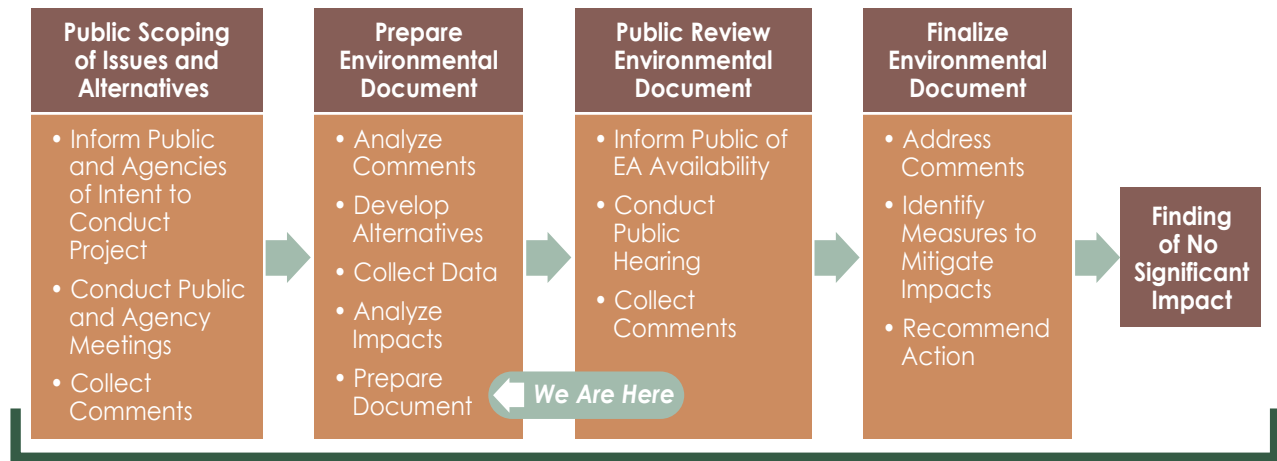 Public Scoping
of Issues and
Alternatives
• Inform Public
and Agencies
of Intent to
Conduct
Project
• Conduct Public
and Agency
Meetings
• Collect
Comments
Prepare
Environmental
Document
• Analyze
Comments
• Develop
Alternatives
• Collect Data
• Analyze
Impacts
• Prepare
Document
We Are Here
Public Review
Environmental
Document
• Inform Public of
EA Availability
• Conduct
Public
Hearing
• Collect
Comments
Finalize
Environmental
Document
• Address
Comments
• Identify
Measures to
Mitigate
Impacts
• Recommend
Action
Finding
of No
Significant
Impact